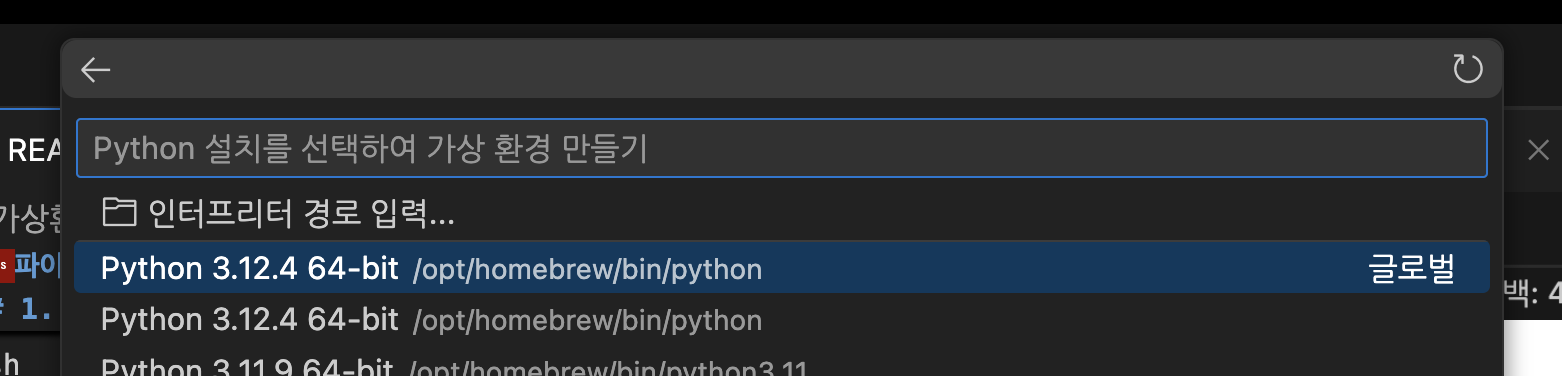 Python 설치를 선택하여 가상 환경 만들기
REA
인터프리터 경로 입력...
가상환
Python 3.12.4 64-bit /opt/homebrew/bin/python 글로벌
s 파이
# 1.
백: 4
Python 3.12.4 64-bit /opt/homebrew/bin/python
Python 3.11.9 64-bit /opt/homebrew/bin/python3.11
sh